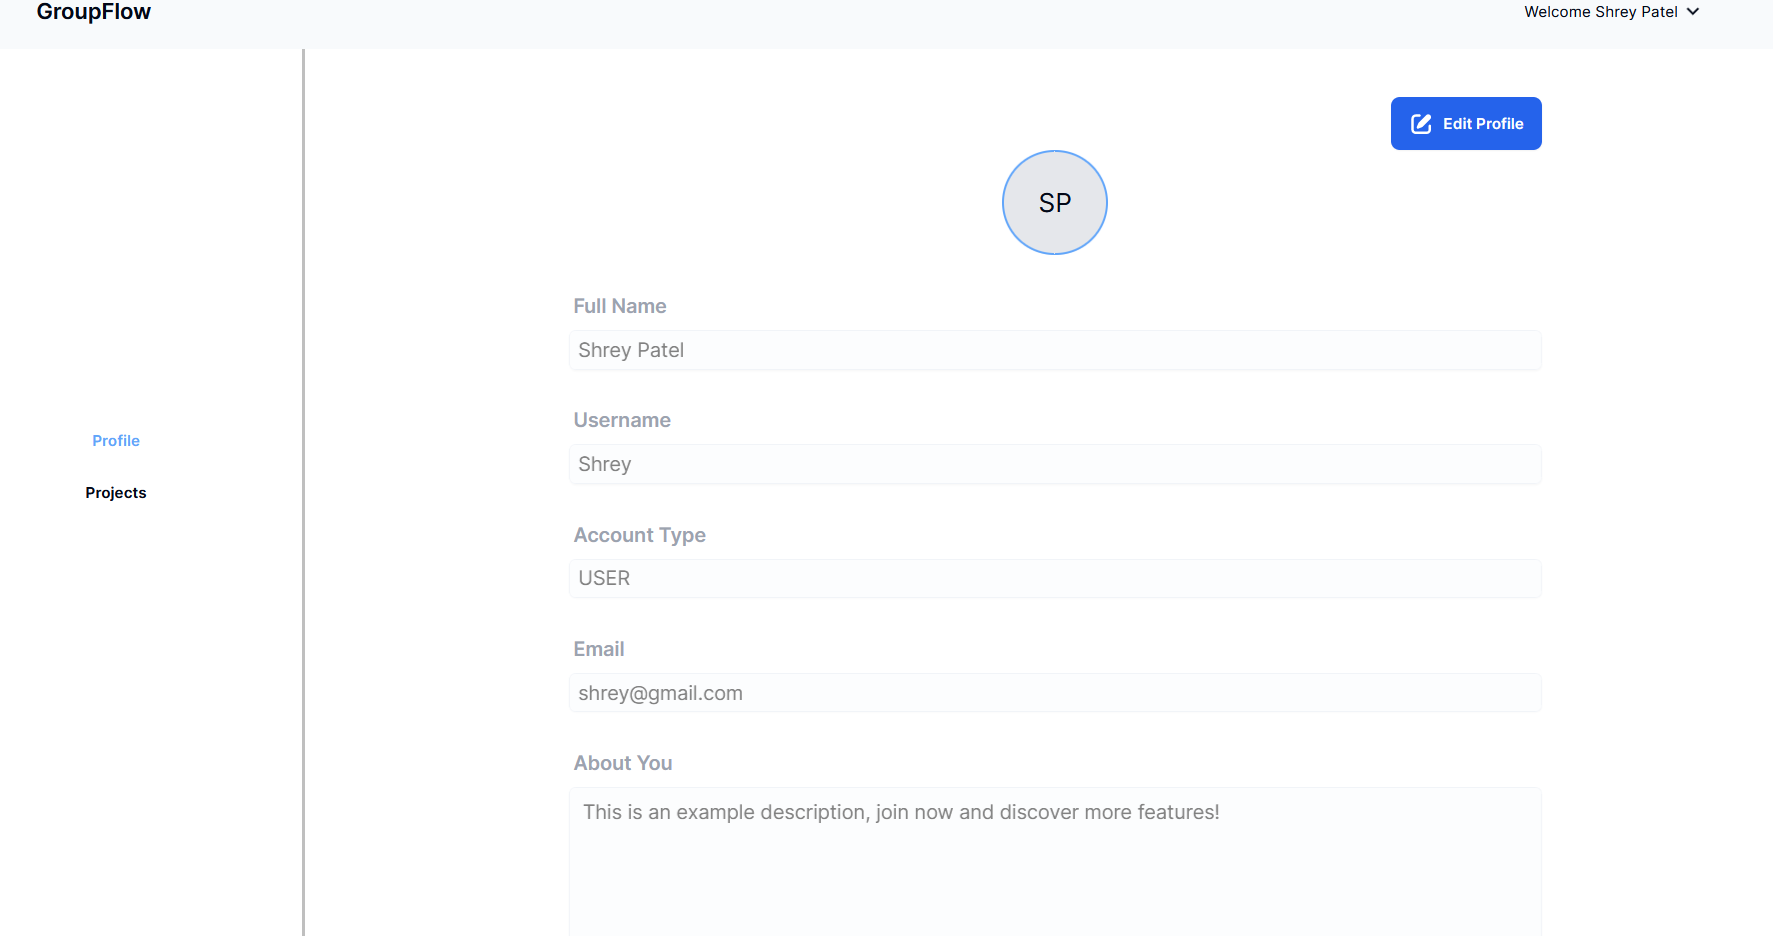 GroupFlow
Welcome Shrey Patel
Edit Profile
SP
Full Name
Shrey Patel
Username
Shrey
Profile
Projects
Account Type
USER
Email
shrey@gmail.com
About You
This is an example description, join now and discover more features!